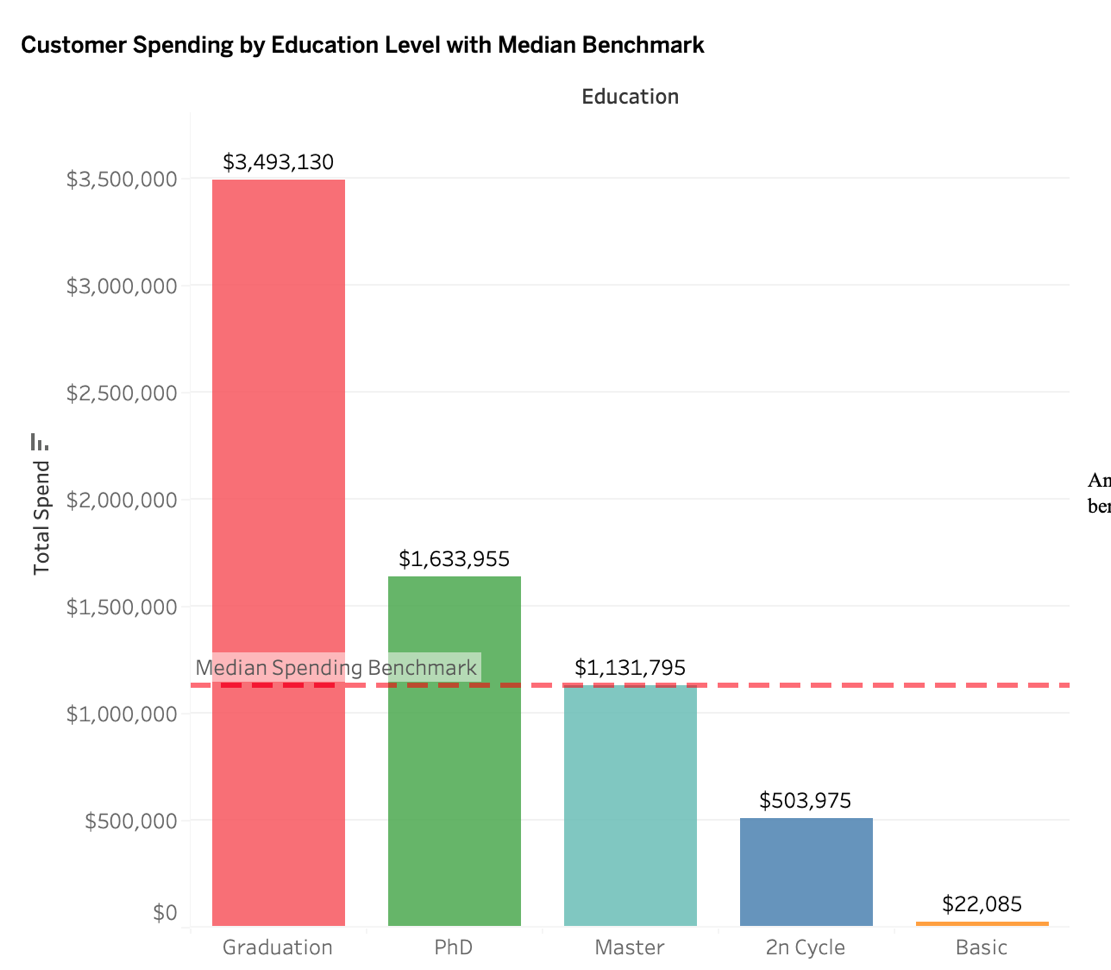 Customer Spending by Education Level with Median Benchmark
Education
$3,493,130
$3,500,000
$3,000,000
$2,500,000
$2,000,000
$1,633,955
$1,500,000
Median Spending Benchmark
$1,131,795
$1,000,000
$503,975
$500,000
$22,085
$0
Total Spend
Graduation PhD Master 2n Cycle Basic